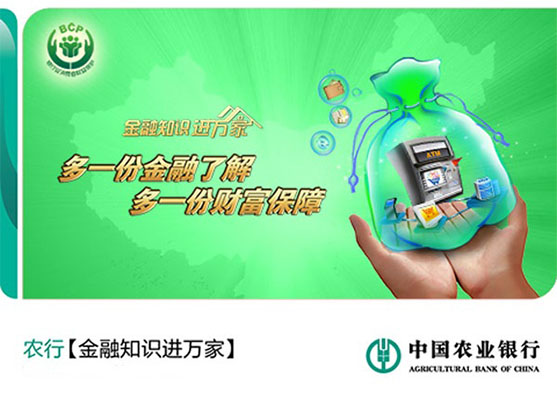 BCP
金融知识 进万家
多一份金融了解
多一份财富保障
ATM
农行【金融知识进万家】
中国农业银行
AGRICULTURAL BANK OF CHINA